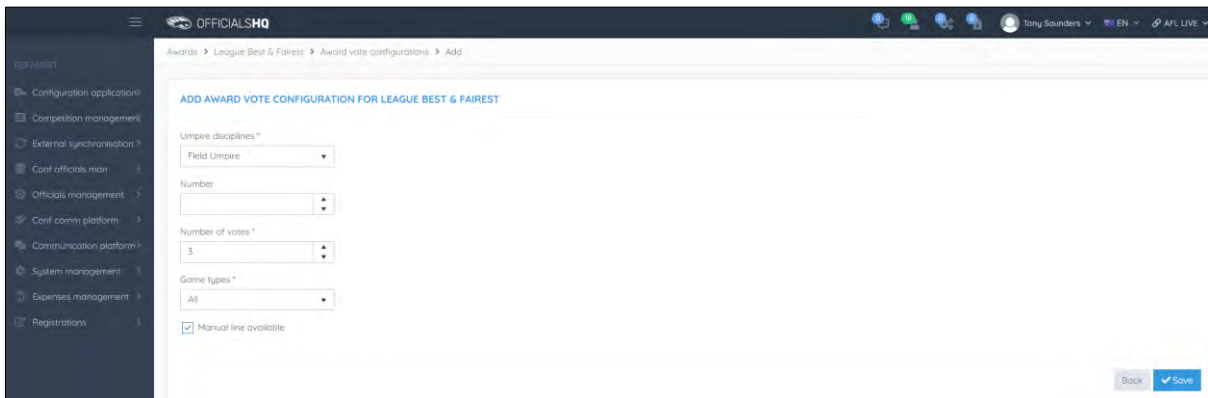 OFFICIALSHQ
Tony Saunders
EN
AFL LIVE
Awards > League Best & Fairest > Award vote configurations > Add
REFASSIST
Configuration application
Competition management
External synchronisation
Conf officials man
Officials management
Conf comm platform
Communication platform
System management
Expenses management
Registrations
ADD AWARD VOTE CONFIGURATION FOR LEAGUE BEST & FAIREST
Umpire disciplines *
Field Umpire
Number
Number of votes *
3
Game types *
All
Manual line available
Back
Save